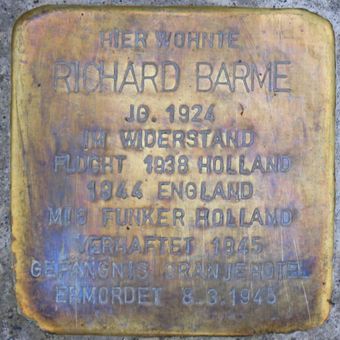 HIER WOHNTE
RICHARD BARME
JG. 1924
IM WIDERSTAND
FLUCHT 1938 HOLLAND
1944 ENGLAND
MI9 FUNKER HOLLAND
VERHAFTET 1945
GEFÄNGNIS ORANJEHOTEL
ERMORDET 8.3.1945